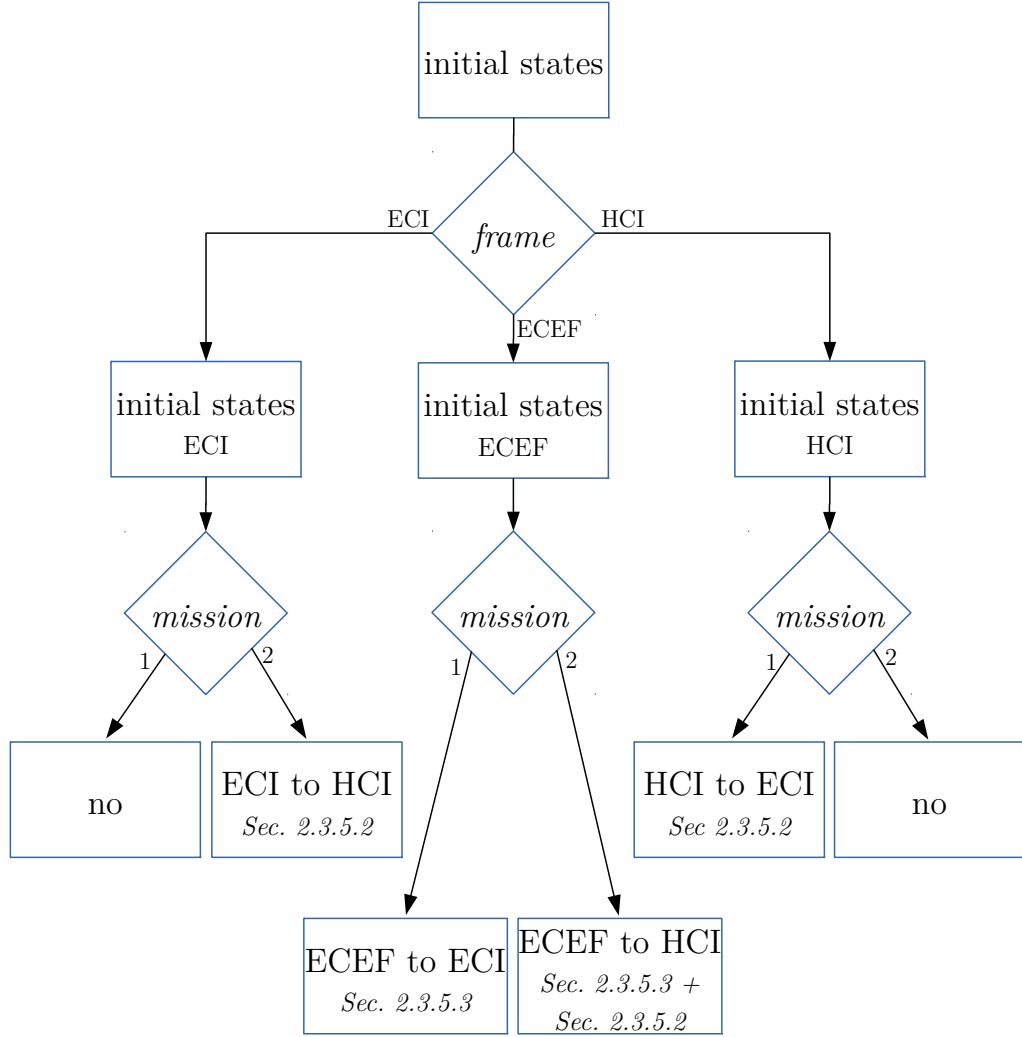 initial states
ECI
frame
HCI
ECEF
initial states
ECI
initial states
ECEF
initial states
HCI
mission
mission
mission
1
2
1
2
1
2
no
ECI to HCI
Sec. 2.3.5.2
HCI to ECI
Sec 2.3.5.2
no
ECEF to ECI
Sec. 2.3.5.3
ECEF to HCI
Sec. 2.3.5.3 +
Sec. 2.3.5.2